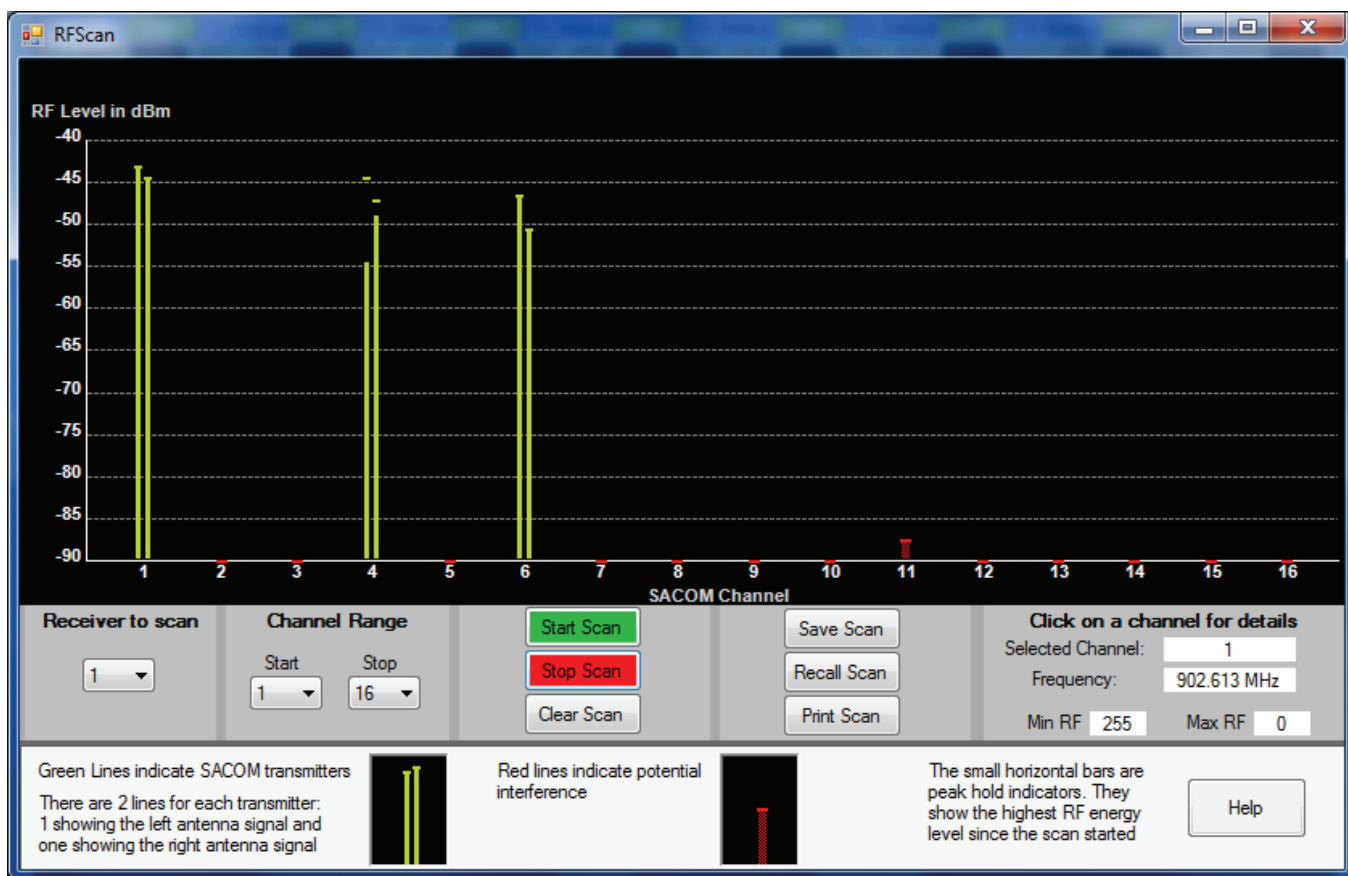 RFScan
RF Level in dBm
-40
-45
-50
-55
-60
-65
-70
-75
-80
-85
-90
1 2 3 4 5 6 7 8 9 10 11 12 13 14 15 16
SACOM Channel
Receiver to scan
1
Channel Range
Start Stop
1 16
Start Scan
Stop Scan
Clear Scan
Save Scan
Recall Scan
Print Scan
Click on a channel for details
Selected Channel: 1
Frequency: 902.613 MHz
Min RF 255 Max RF 0
Green Lines indicate SACOM transmitters
There are 2 lines for each transmitter:
1 showing the left antenna signal and
one showing the right antenna signal
Red lines indicate potential
interference
The small horizontal bars are
peak hold indicators. They
show the highest RF energy
level since the scan started
Help